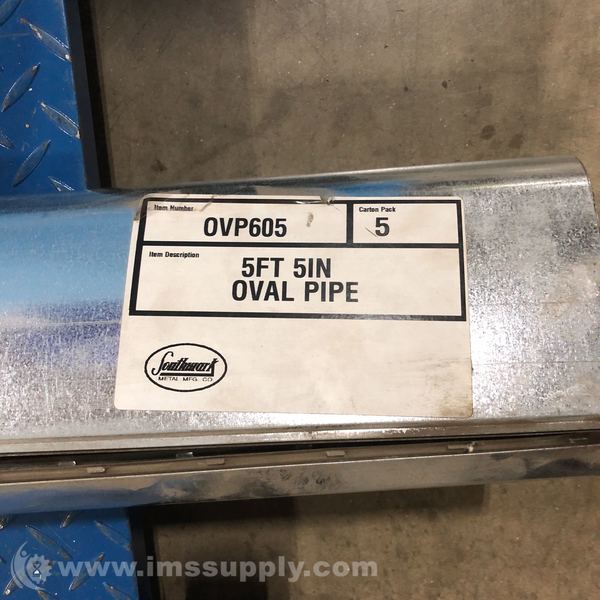 Item Number
OVP605
Carton Pack
5
Item Description
5FT 5IN
OVAL PIPE
Southwark
METAL MFG. CO.
www.imssupply.com